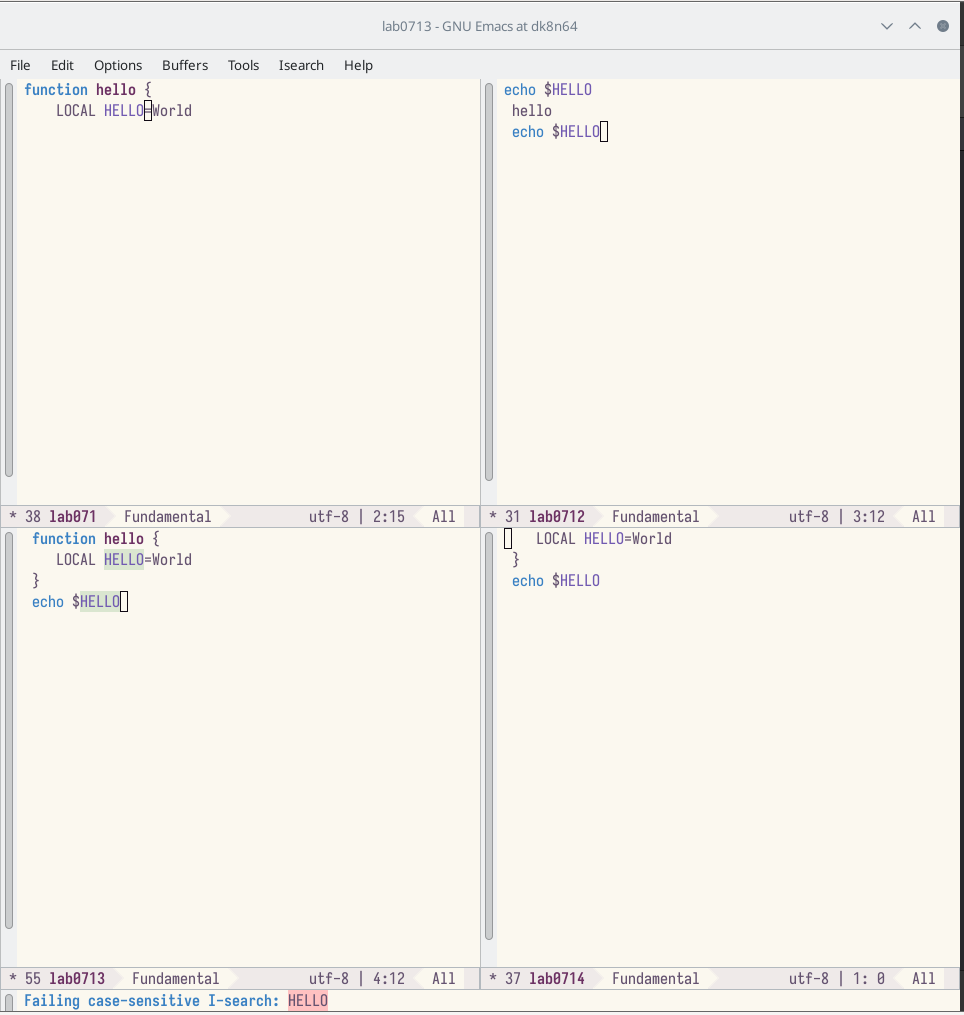 lab0713 - GNU Emacs at dk8n64
File Edit Options Buffers Tools Isearch Help
function hello {
    LOCAL HELLO=World
* 38 lab071 Fundamental utf-8 | 2:15 All
echo $HELLO
 hello
 echo $HELLO
* 31 lab0712 Fundamental utf-8 | 3:12 All
 function hello {
    LOCAL HELLO=World
 }
 echo $HELLO
* 55 lab0713 Fundamental utf-8 | 4:12 All
    LOCAL HELLO=World
 }
 echo $HELLO
* 37 lab0714 Fundamental utf-8 | 1: 0 All
Failing case-sensitive I-search: HELLO